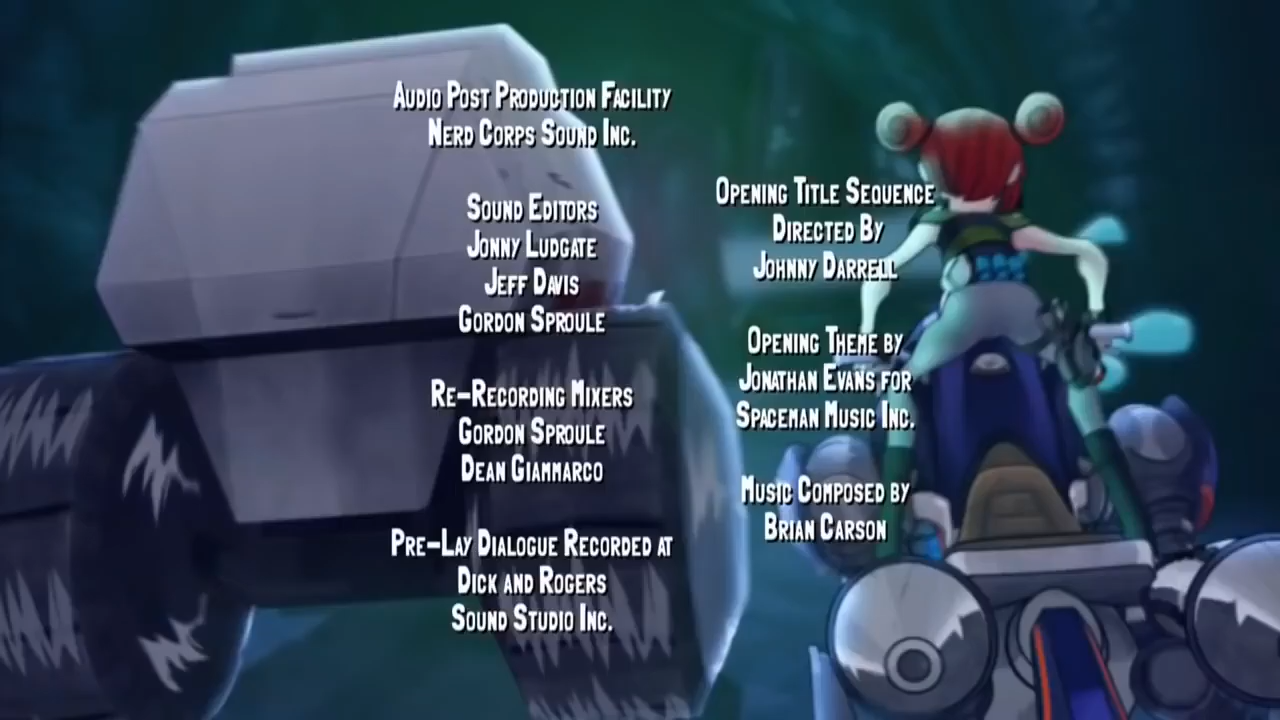 Audio Post Production Facility
Nerd Corps Sound Inc.
Sound Editors
Jonny Ludgate
Jeff Davis
Gordon Sproule
Re-Recording Mixers
Gordon Sproule
Dean Giammarco
Pre-Lay Dialogue Recorded at
Dick and Rogers
Sound Studio Inc.
Opening Title Sequence
Directed By
Johnny Darrell
Opening Theme by
Jonathan Evans for
Spaceman Music Inc.
Music Composed by
Brian Carson